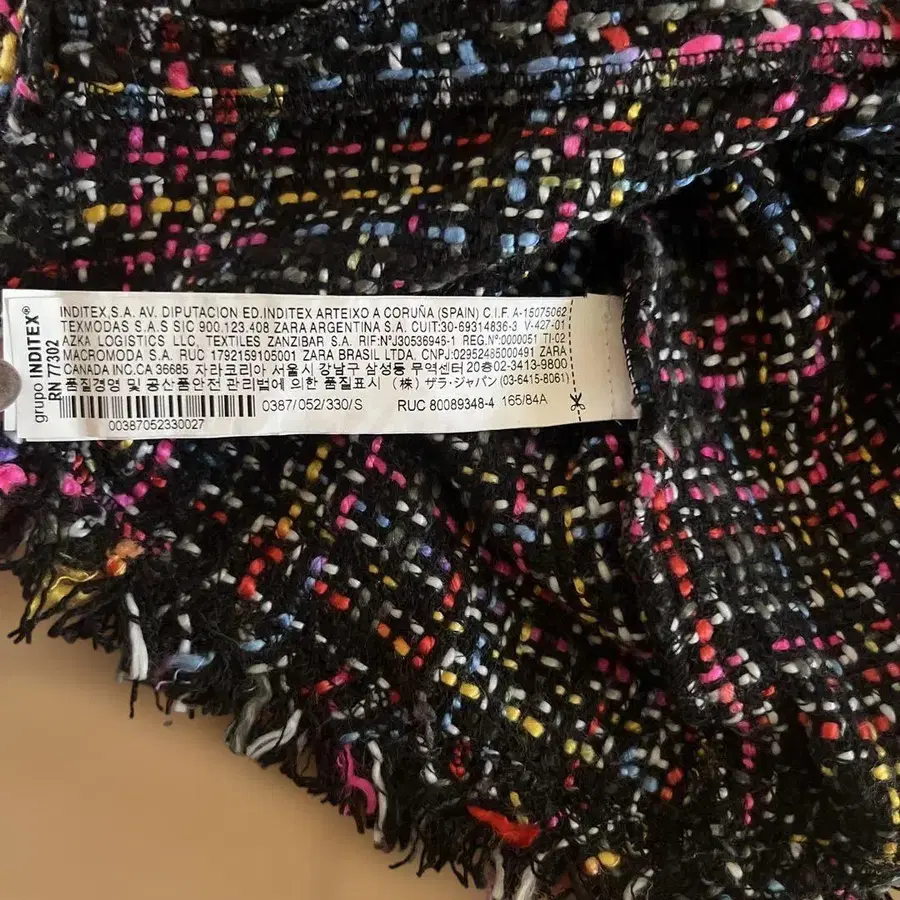 grupo INDITEX®
RN 77302
INDITEX,S.A. AV. DIPUTACION ED.INDITEX ARTEIXO A CORUÑA (SPAIN) C.I.F. A-15075062
TEXMODAS S.A.S SIC 900.123.408 ZARA ARGENTINA S.A. CUIT:30-69314836-3 V-427-01
AZKA LOGISTICS LLC, TEXTILES ZANZIBAR S.A. RIF:NºJ30536946-1 REG.Nº:0000051 TI-02
MACROMODA S.A. RUC 1792159105001 ZARA BRASIL LTDA. CNPJ:02952485000491 ZARA
CANADA INC.CA 36685 자라코리아 서울시 강남구 삼성동 무역센터 20층02-3413-9800
품질경영 및 공산품안전 관리법에 의한 품질표시 (株) ザラ・ジャパン (03-6415-8061)
0387/052/330/S RUC 80089348-4 165/84A
00387052330027